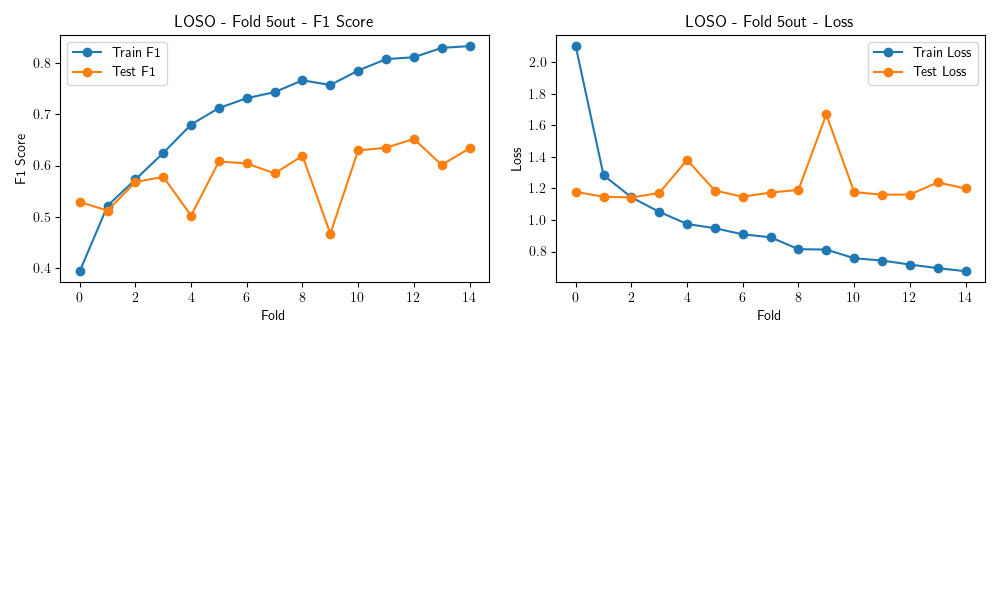 LOSO - Fold 5out - F1 Score
Train F1
Test F1
F1 Score
0.8
0.7
0.6
0.5
0.4
0 2 4 6 8 10 12 14
Fold
LOSO - Fold 5out - Loss
Train Loss
Test Loss
Loss
2.0
1.8
1.6
1.4
1.2
1.0
0.8
0 2 4 6 8 10 12 14
Fold